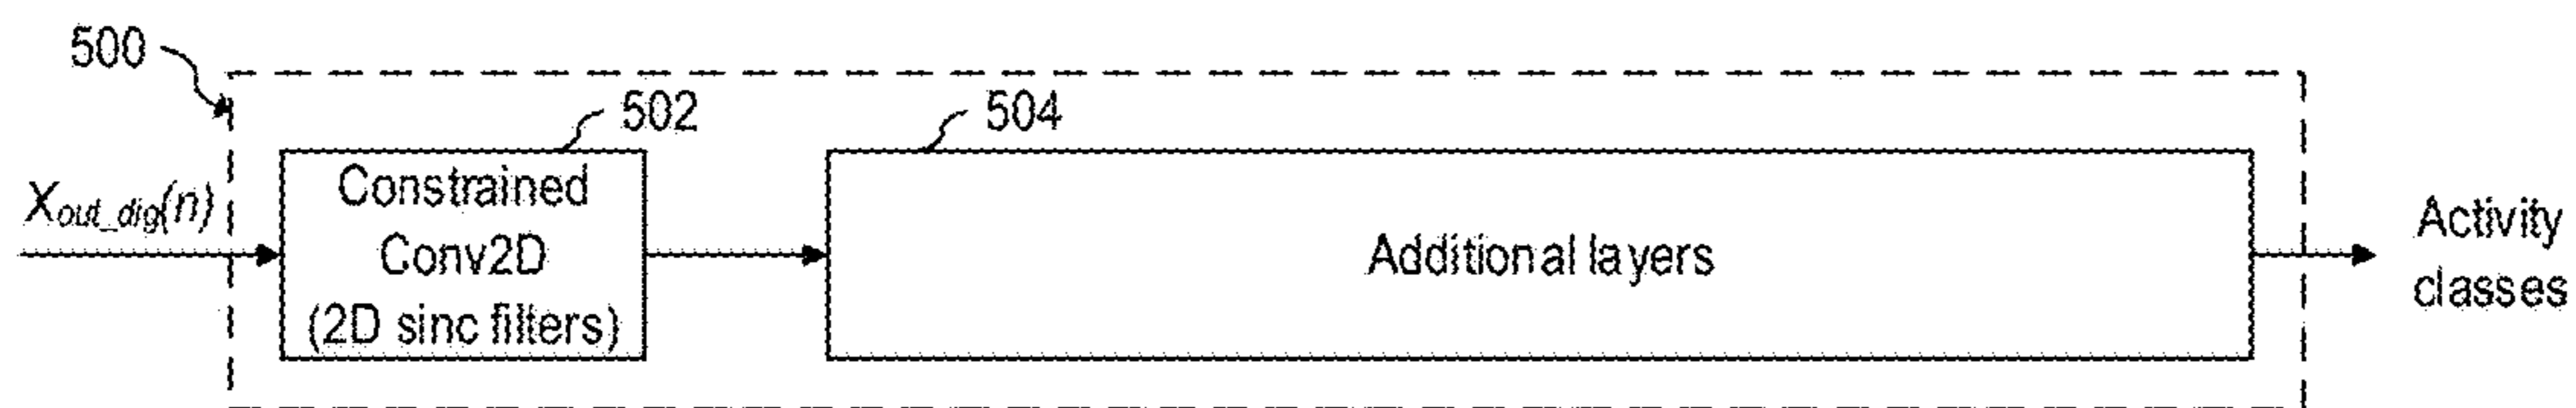 500
502
504
Xout_dig(n)
Constrained
Conv2D
(2D sinc filters)
Additional layers
Activity
classes